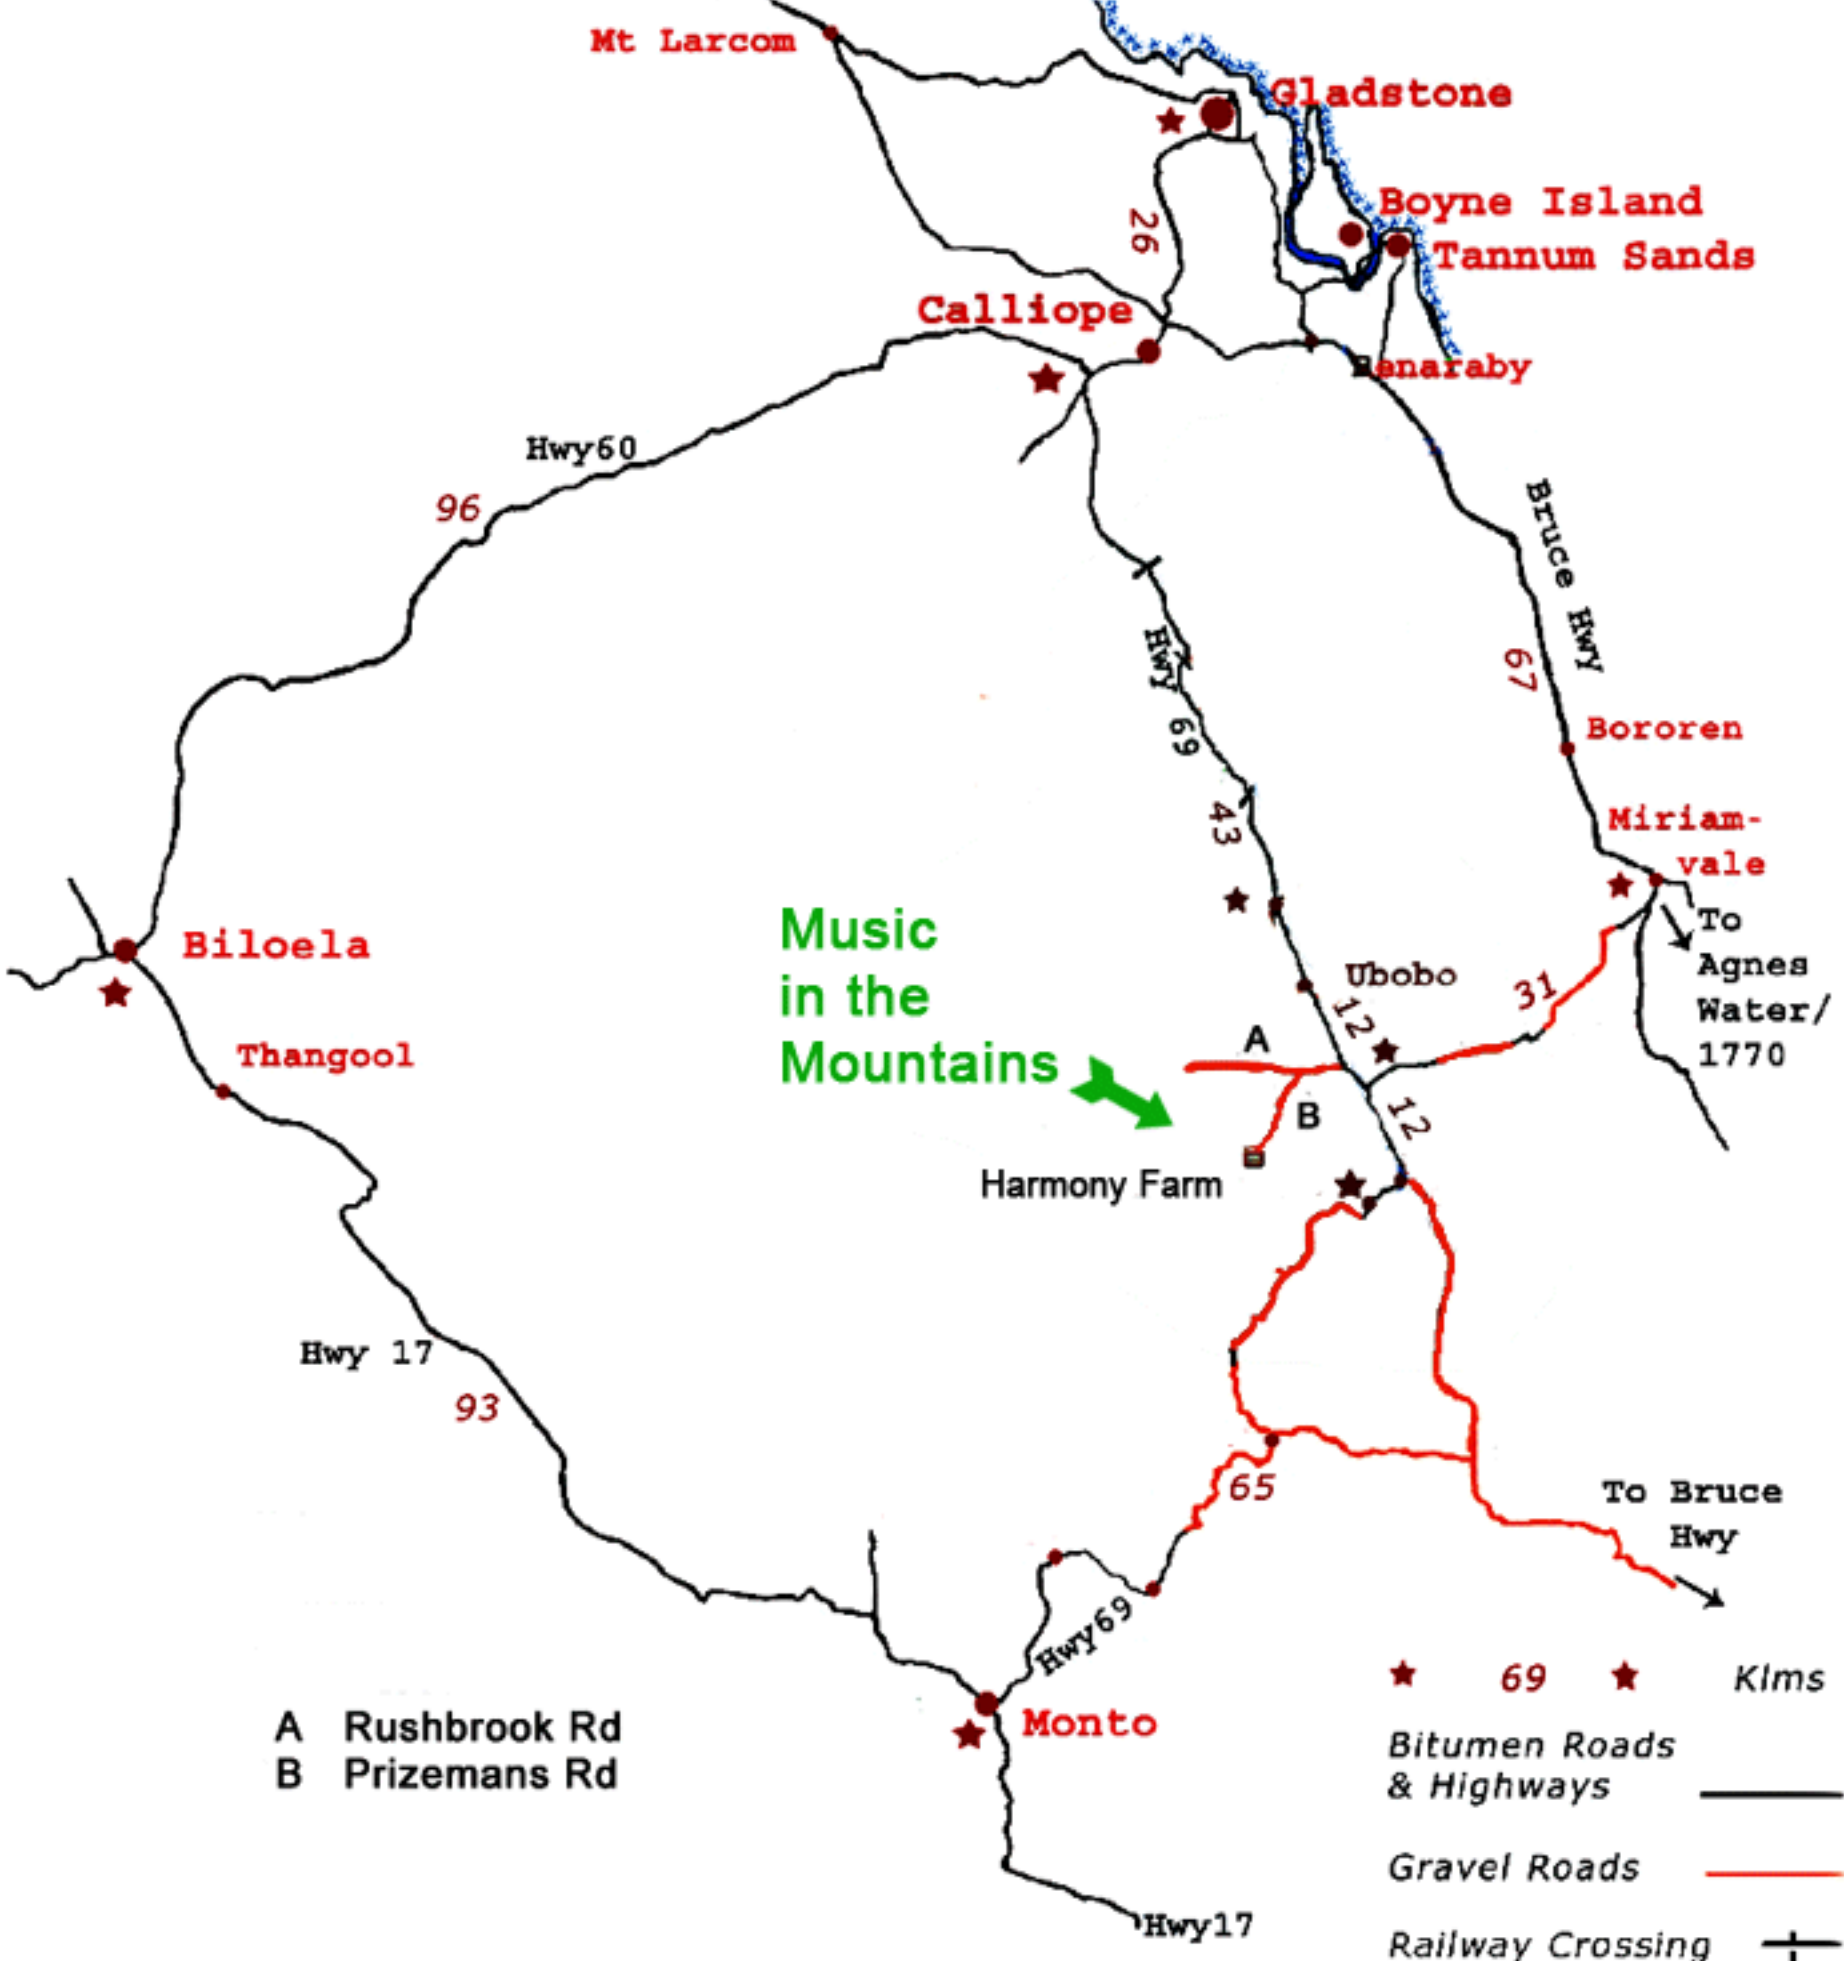 Mt Larcom
Gladstone
Boyne Island
Tannum Sands
26
Calliope
Benaraby
Hwy60
96
Bruce Hwy
67
Hwy 69
43
Bororen
Miriam-
vale
To
Agnes
Water/
1770
Music
in the
Mountains
Biloela
Ubobo
12
31
A
Thangool
B
12
Harmony Farm
Hwy 17
93
65
To Bruce
Hwy
Hwy69
Monto
A Rushbrook Rd
B Prizemans Rd
69 Klms
Bitumen Roads
& Highways
Gravel Roads
Hwy17
Railway Crossing